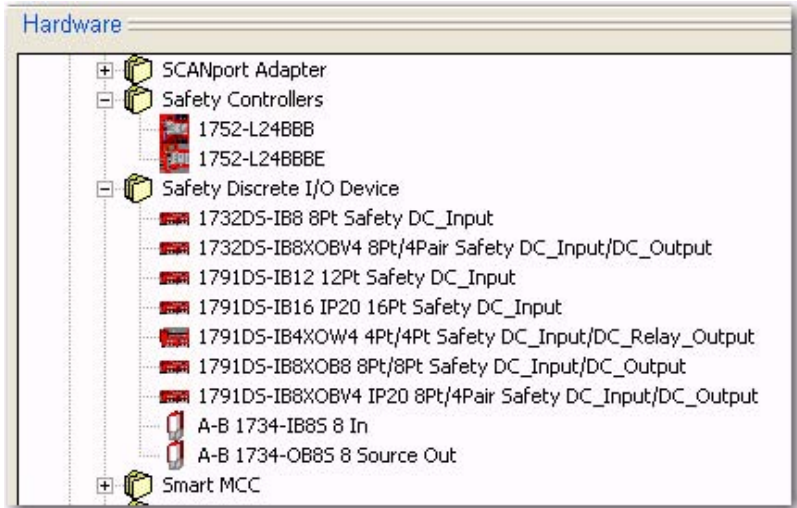 Hardware
SCANport Adapter
Safety Controllers
1752-L24BBB
1752-L24BBBE
Safety Discrete I/O Device
1732DS-IB8 8Pt Safety DC_Input
1732DS-IB8XOBV4 8Pt/4Pair Safety DC_Input/DC_Output
1791DS-IB12 12Pt Safety DC_Input
1791DS-IB16 IP20 16Pt Safety DC_Input
1791DS-IB4XOW4 4Pt/4Pt Safety DC_Input/DC_Relay_Output
1791DS-IB8XOB8 8Pt/8Pt Safety DC_Input/DC_Output
1791DS-IB8XOBV4 IP20 8Pt/4Pair Safety DC_Input/DC_Output
A-B 1734-IB8S 8 In
A-B 1734-OB8S 8 Source Out
Smart MCC